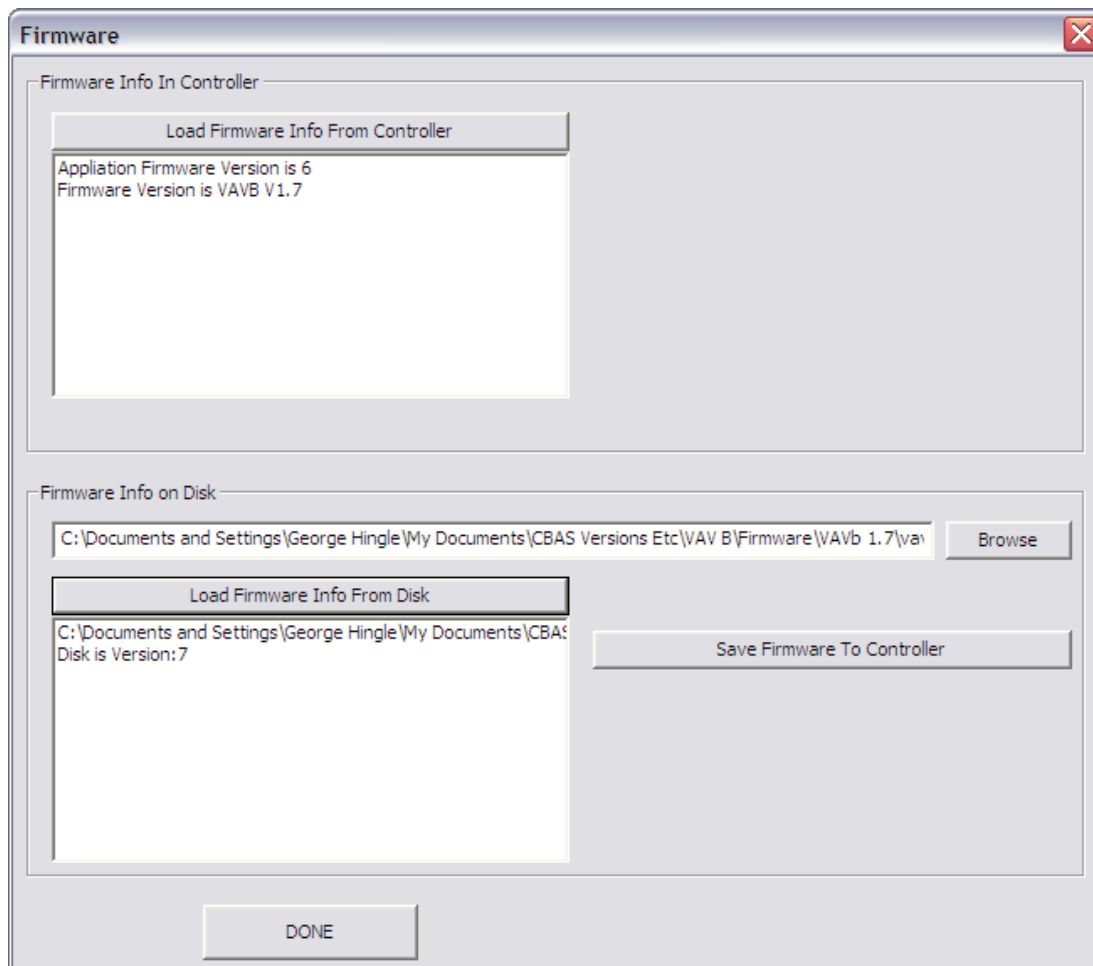 Firmware
Firmware Info In Controller
Load Firmware Info From Controller
Appliation Firmware Version is 6
Firmware Version is VAVB V1.7
Firmware Info on Disk
C:\Documents and Settings\George Hingle\My Documents\CBAS Versions Etc\VAV B\Firmware\VAVb 1.7\vav
Browse
Load Firmware Info From Disk
C:\Documents and Settings\George Hingle\My Documents\CBAS
Disk is Version:7
Save Firmware To Controller
DONE